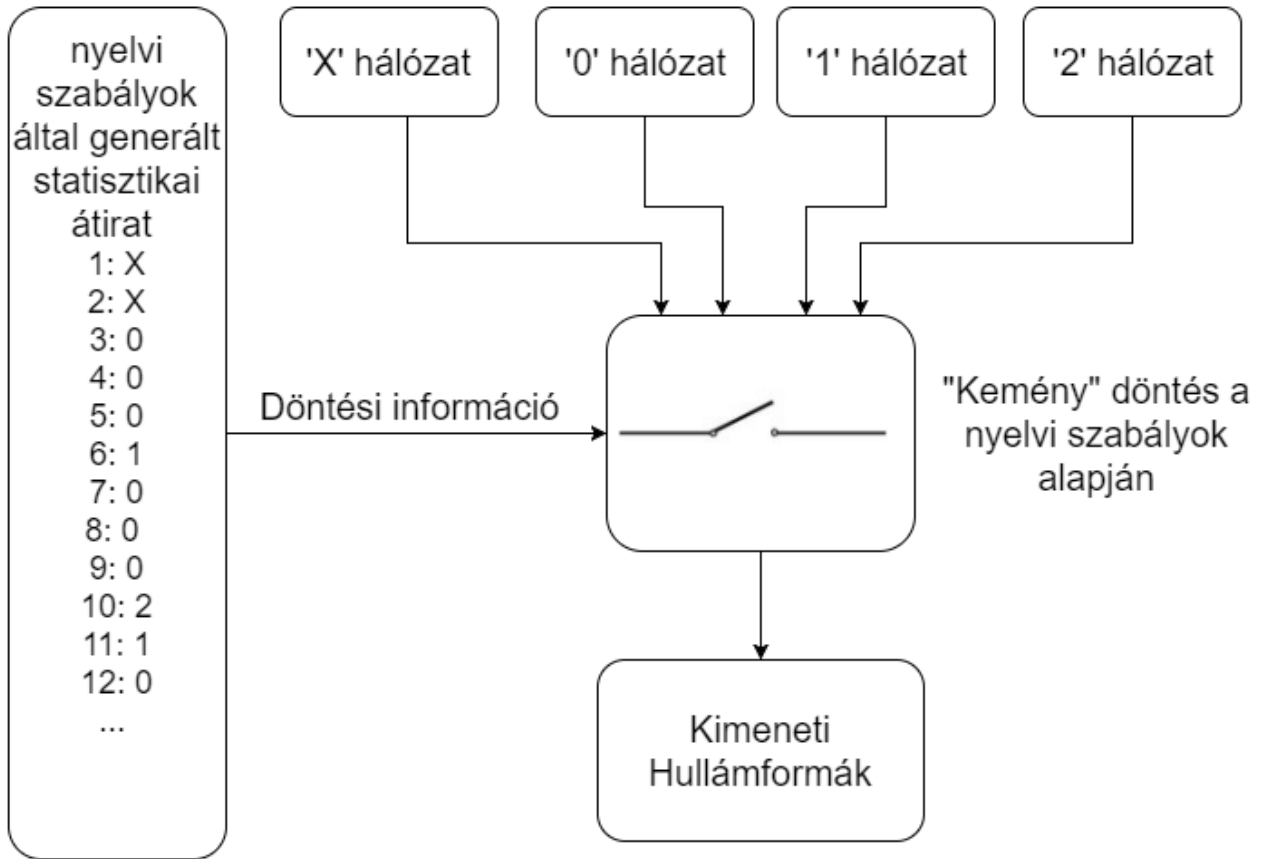 nyelvi
szabályok
által generált
statisztikai
átirat
1: X
2: X
3: 0
4: 0
5: 0
6: 1
7: 0
8: 0
9: 0
10: 2
11: 1
12: 0
...
'X' hálózat
'0' hálózat
'1' hálózat
'2' hálózat
Döntési információ
"Kemény" döntés a
nyelvi szabályok
alapján
Kimeneti
Hullámformák